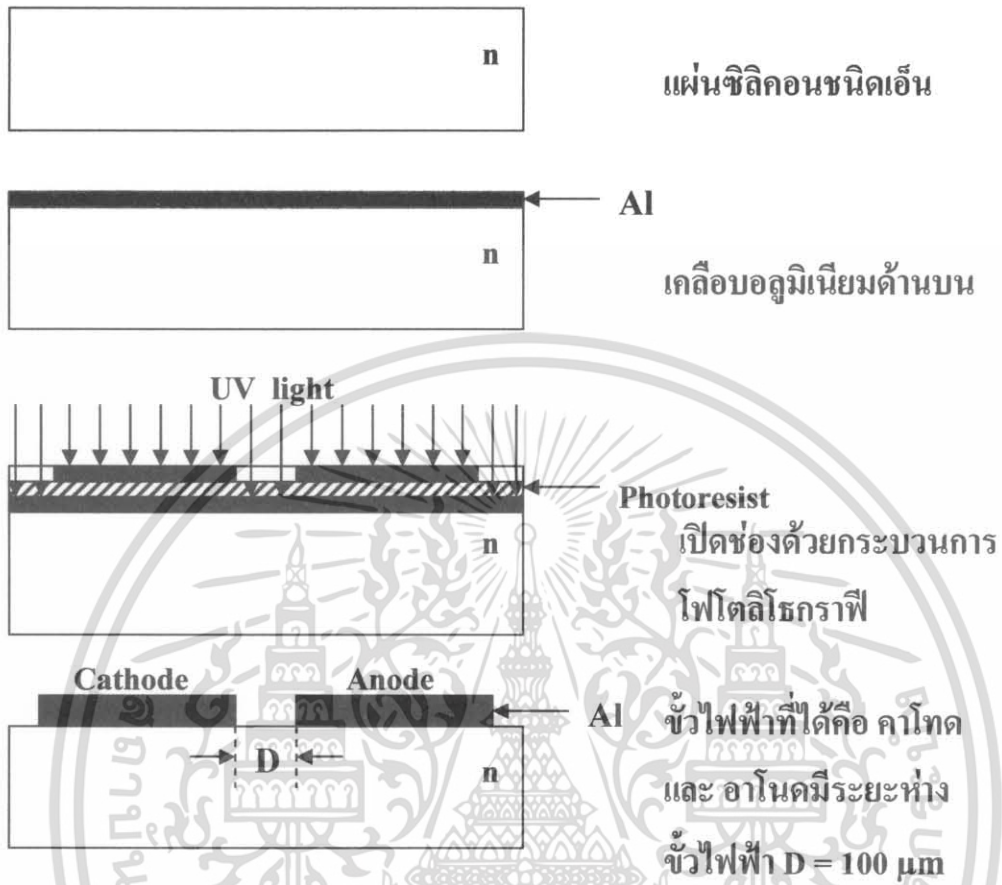 n
แผ่นซิลิคอนชนิดเอ็น
Al
n
เคลือบอลูมิเนียมด้านบน
UV light
Photoresist
n
เปิดช่องด้วยกระบวนการ
โฟโตลิโธกราฟี
Cathode
Anode
Al
ขั้วไฟฟ้าที่ได้คือ คาโทด
D
n
และ อาโนดมีระยะห่าง
ขั้วไฟฟ้า D = 100 μm